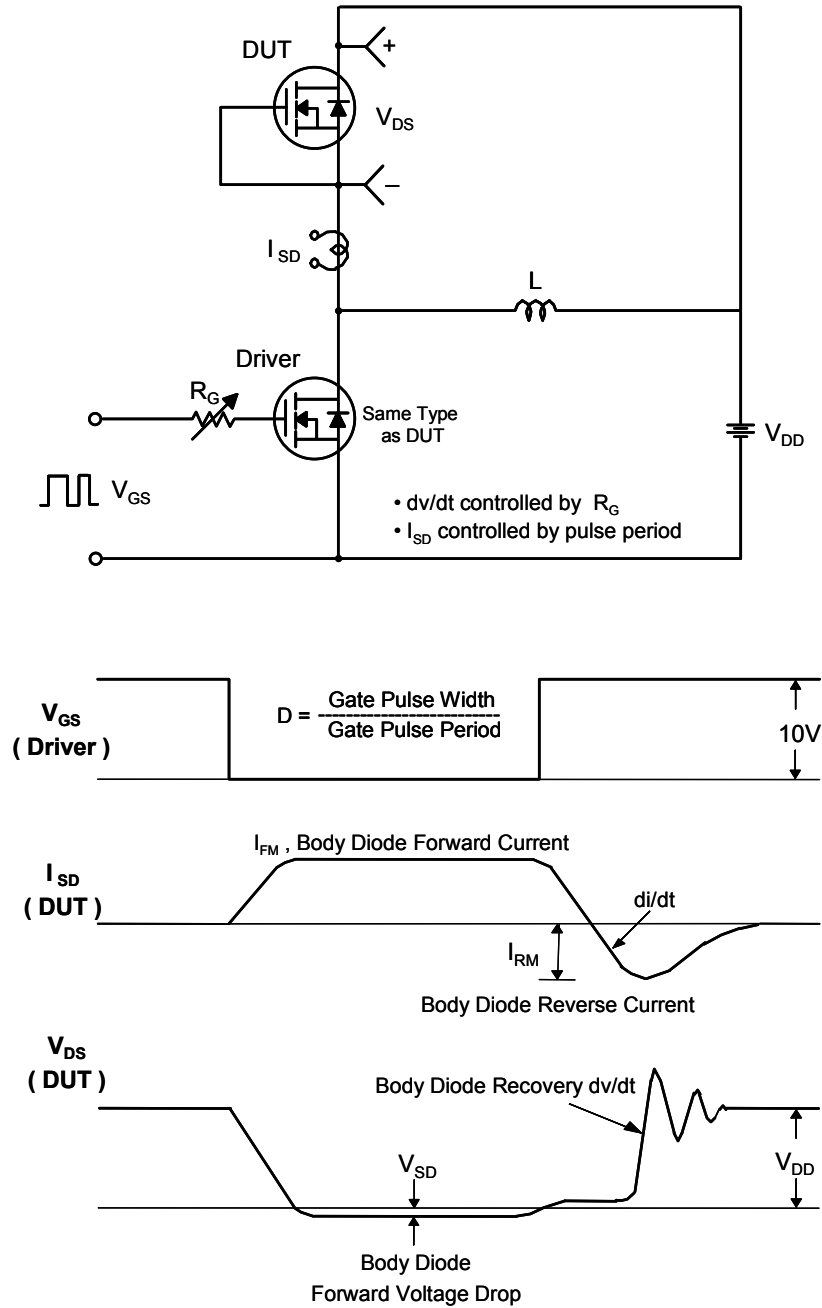 DUT
+
V_DS
–
I_SD
L
Driver
R_G
Same Type
as DUT
V_DD
V_GS
• dv/dt controlled by R_G
• I_SD controlled by pulse period
V_GS
( Driver )
D = Gate Pulse Width
Gate Pulse Period
10V
I_FM , Body Diode Forward Current
I_SD
( DUT )
di/dt
I_RM
Body Diode Reverse Current
V_DS
( DUT )
Body Diode Recovery dv/dt
V_SD
V_DD
Body Diode
Forward Voltage Drop